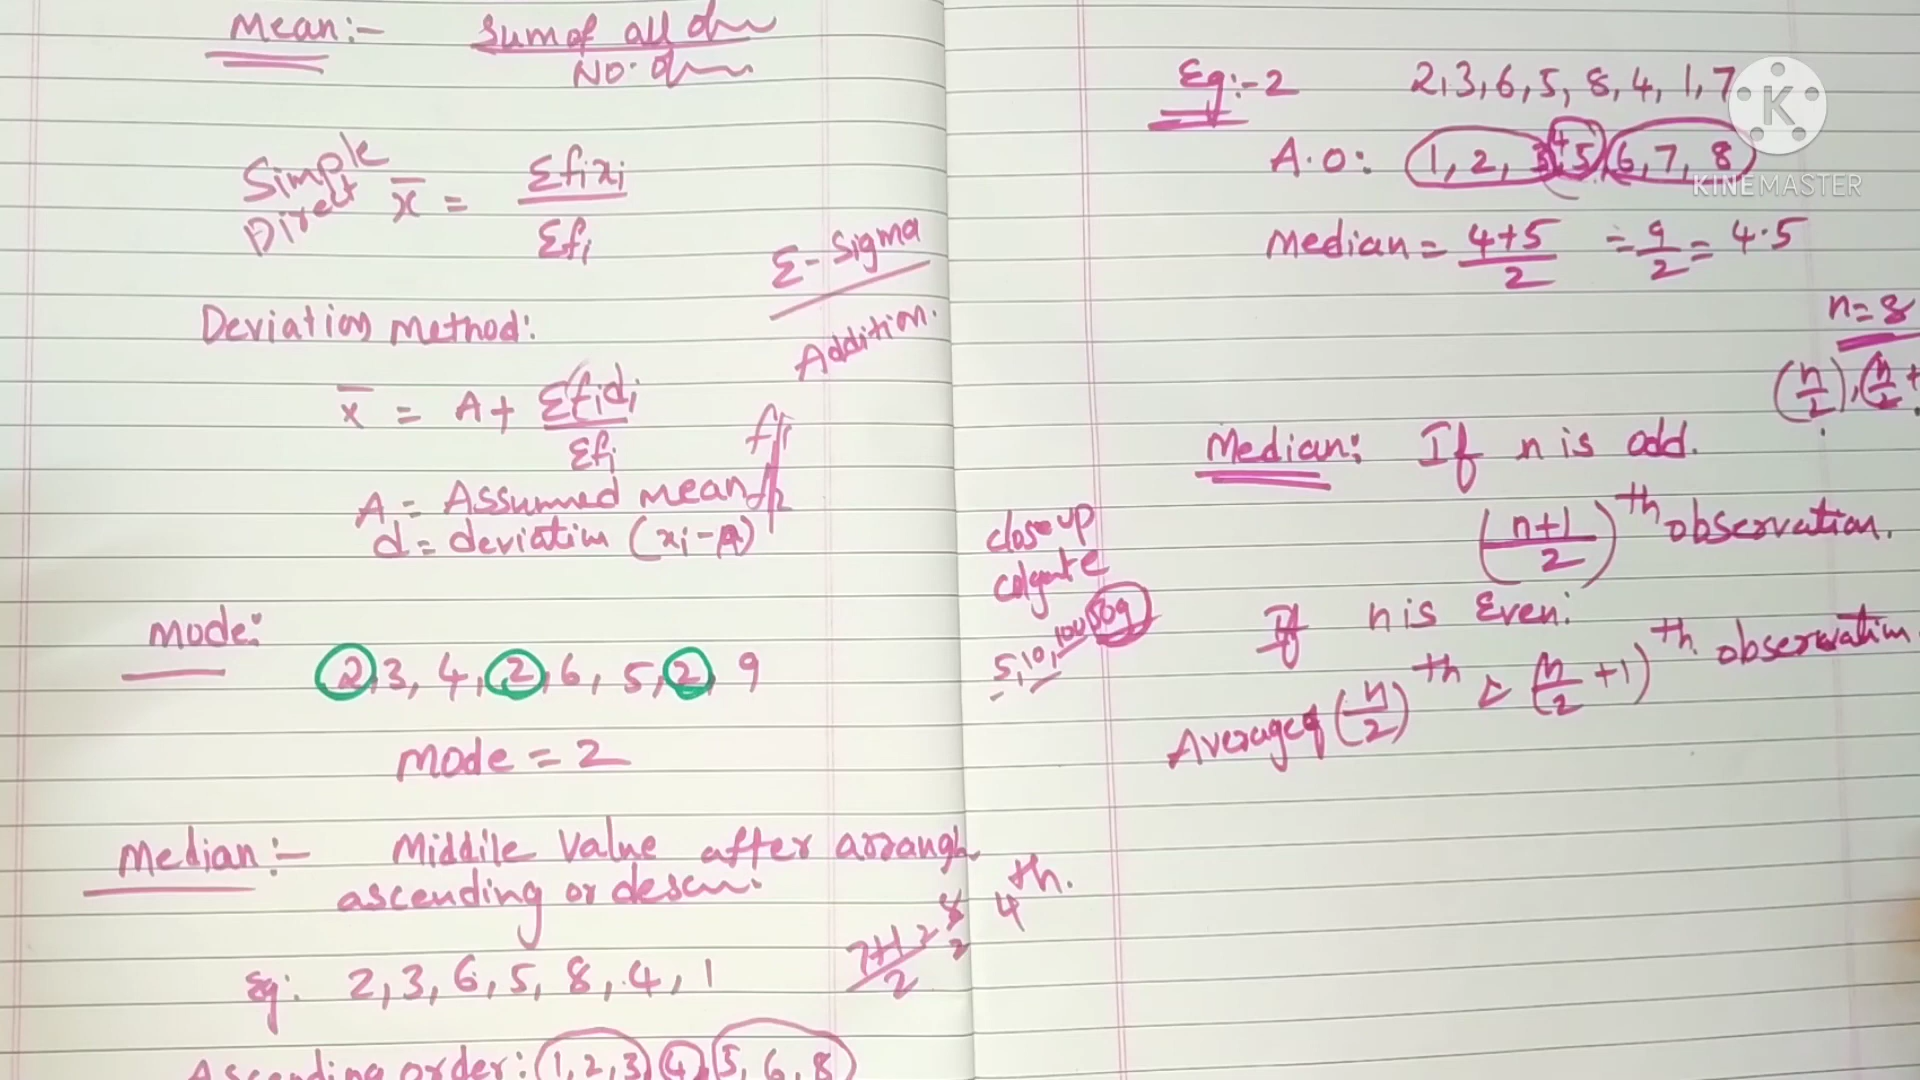 Mean:- Sum of all
No. of
Simple
Direct x̄ = Σfixi
Σfi
Σ - Sigma
Addition.
Deviation Method:
x̄ = A + Σfidi
Σfi
A = Assumed mean
d = deviation (xi - A)
Mode:
2, 3, 4, 2, 6, 5, 2, 9
Mode = 2
Median:- Middile Value after
ascending or
Eg: 2, 3, 6, 5, 8, 4, 1
7+1 8 4th.
2 2
Ascending order: 1, 2, 3, 4, 5, 6, 8
Eg:- 2 2, 3, 6, 5, 8, 4, 1, 7
A.O: 1, 2, 3, 4, 5, 6, 7, 8
K
KINEMASTER
Median = 4+5 = 9 = 4.5
2 2
n = 8
(n/2), (n/2 +
Median: If n is odd.
(n+1/2)th observation.
close up
colgate
5, 10, 100
If n is Even:
Average of (n/2)th & (n/2 + 1)th observation.